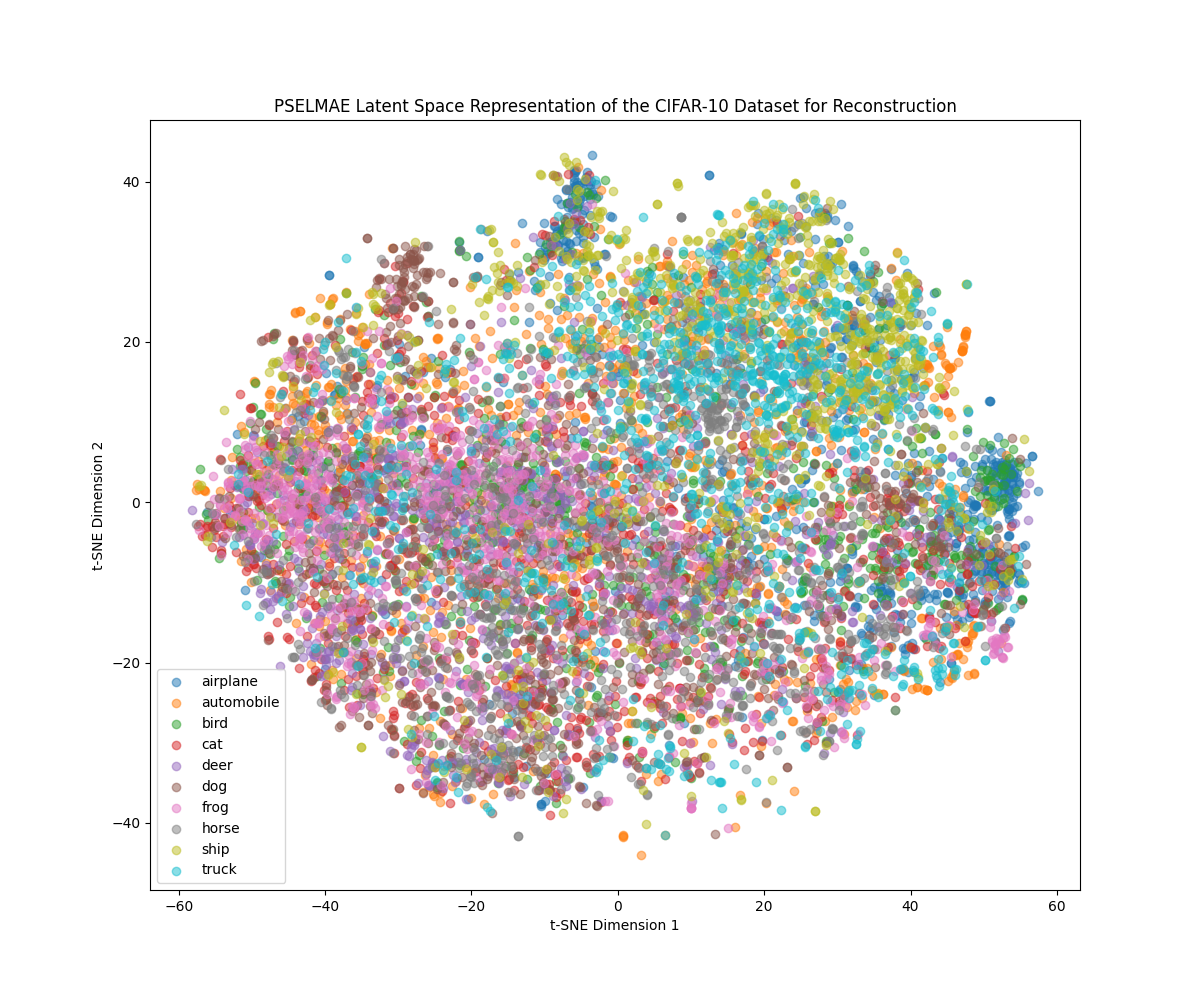 PSELMAE Latent Space Representation of the CIFAR-10 Dataset for Reconstruction
40
20
0
−20
−40
t-SNE Dimension 2
airplane
automobile
bird
cat
deer
dog
frog
horse
ship
truck
−60
−40
−20
0
20
40
60
t-SNE Dimension 1